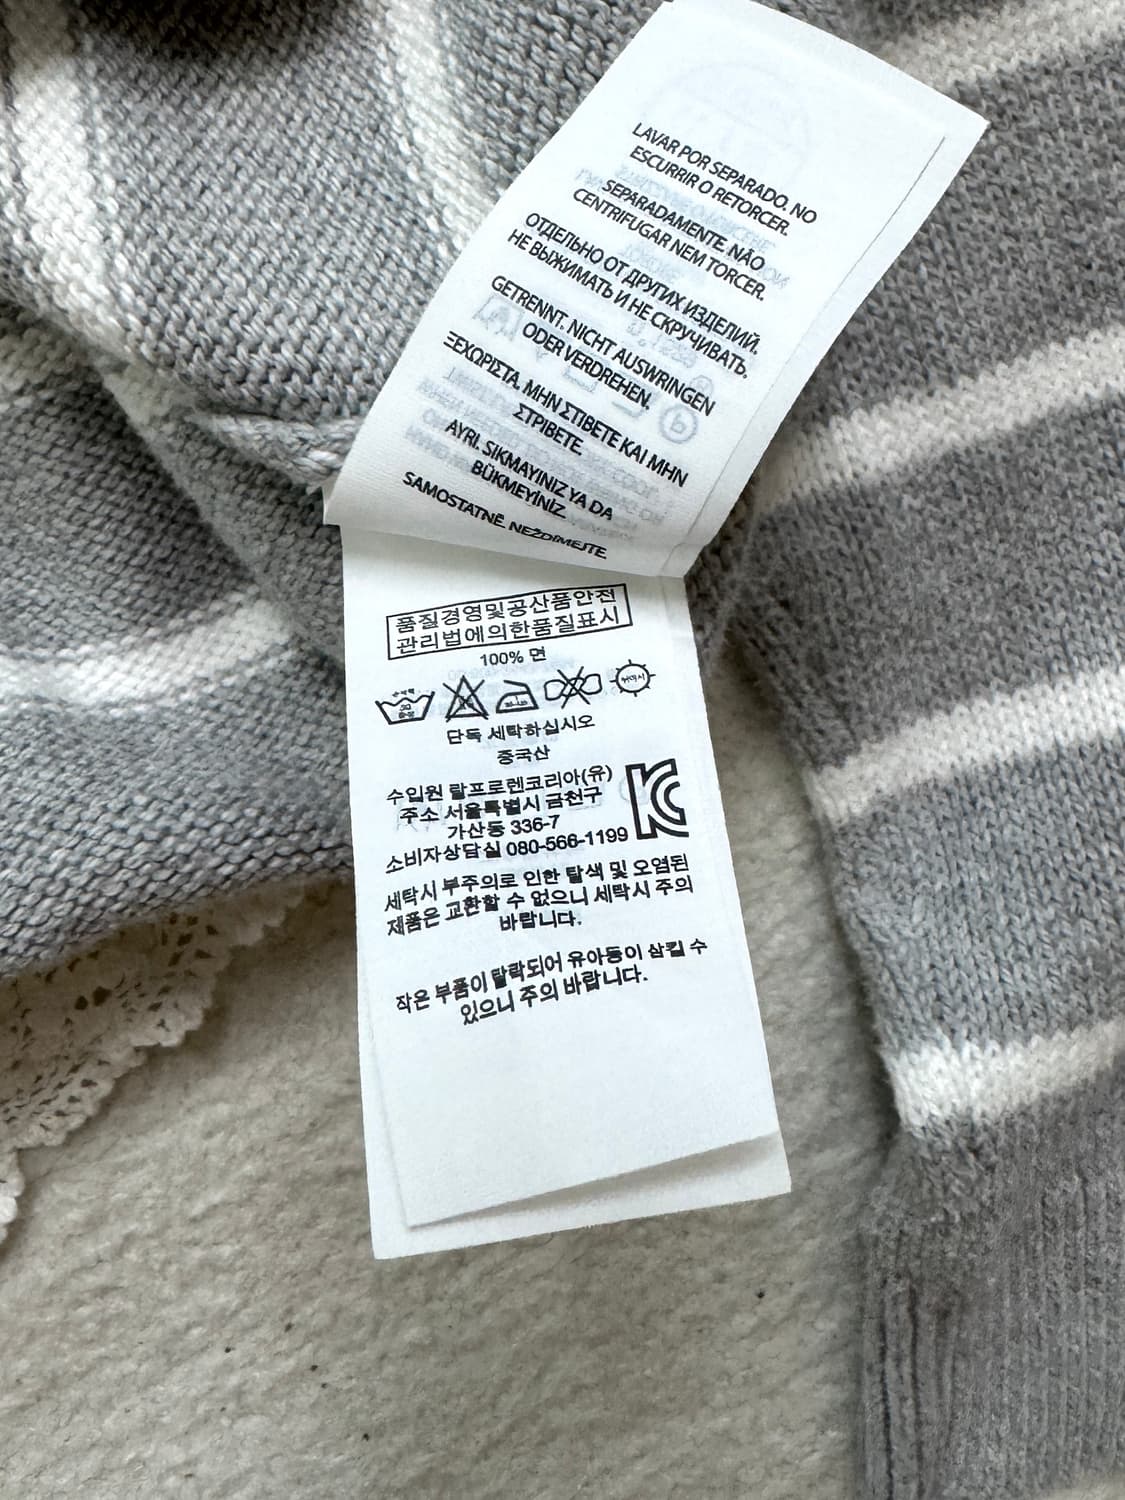 LAVAR POR SEPARADO. NO
ESCURRIR O RETORCER.
SEPARADAMENTE. NÃO
CENTRIFUGAR NEM TORCER.
ОТДЕЛЬНО ОТ ДРУГИХ ИЗДЕЛИЙ.
НЕ ВЫЖИМАТЬ И НЕ СКРУЧИВАТЬ.
GETRENNT. NICHT AUSWRINGEN
ODER VERDREHEN.
ΞΕΧΩΡΙΣΤΑ. ΜΗΝ ΣΤΙΒΕΤΕ ΚΑΙ ΜΗΝ
ΣΤΡΙΒΕΤΕ.
AYRI. SIKMAYINIZ YA DA
BÜKMEYİNİZ.
SAMOSTATNĚ. NEŽDÍMEJTE.
품질경영및공산품안전
관리법에의한품질표시
100% 면
손세탁
30
중성
단독 세탁하십시오
중국산
수입원 랄프로렌코리아(유)
주소 서울특별시 금천구
가산동 336-7
소비자상담실 080-566-1199
세탁시 부주의로 인한 탈색 및 오염된
제품은 교환할 수 없으니 세탁시 주의
바랍니다.
작은 부품이 탈락되어 유아등이 삼킬 수
있으니 주의 바랍니다.